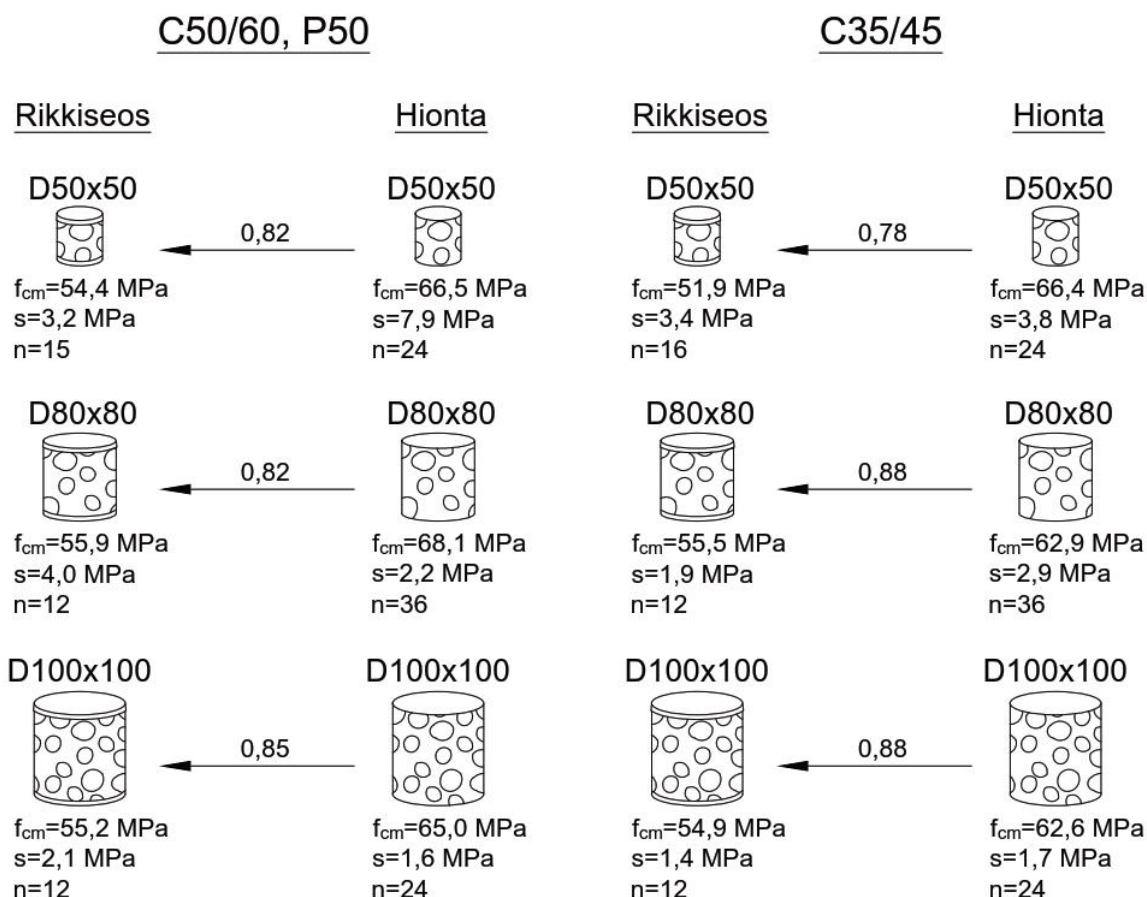 C50/60, P50
C35/45
Rikkiseos
Hionta
Rikkiseos
Hionta
D50x50
D50x50
D50x50
D50x50
0,82
0,78
fcm=54,4 MPa
s=3,2 MPa
n=15
fcm=66,5 MPa
s=7,9 MPa
n=24
fcm=51,9 MPa
s=3,4 MPa
n=16
fcm=66,4 MPa
s=3,8 MPa
n=24
D80x80
D80x80
D80x80
D80x80
0,82
0,88
fcm=55,9 MPa
s=4,0 MPa
n=12
fcm=68,1 MPa
s=2,2 MPa
n=36
fcm=55,5 MPa
s=1,9 MPa
n=12
fcm=62,9 MPa
s=2,9 MPa
n=36
D100x100
D100x100
D100x100
D100x100
0,85
0,88
fcm=55,2 MPa
s=2,1 MPa
n=12
fcm=65,0 MPa
s=1,6 MPa
n=24
fcm=54,9 MPa
s=1,4 MPa
n=12
fcm=62,6 MPa
s=1,7 MPa
n=24